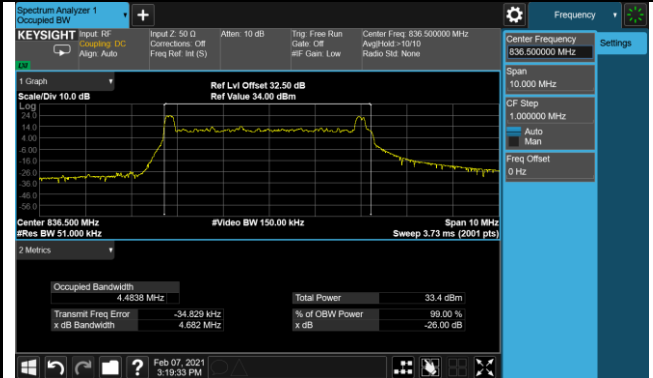 Spectrum Analyzer 1
Occupied BW
Frequency
KEYSIGHT
Input: RF
Coupling: DC
Align: Auto
Input Z: 50 Ω
Corrections: Off
Freq Ref: Int (S)
Atten: 10 dB
Trig: Free Run
Gate: Off
#IF Gain: Low
Center Freq: 836.500000 MHz
Avg|Hold:>10/10
Radio Std: None
LXI
Center Frequency
836.500000 MHz
Settings
Span
10.000 MHz
CF Step
1.000000 MHz
Auto
Man
Freq Offset
0 Hz
1 Graph
Scale/Div 10.0 dB
Ref Lvl Offset 32.50 dB
Ref Value 34.00 dBm
Log
24.0
14.0
4.00
-6.00
-16.0
-26.0
-36.0
-46.0
-56.0
Center 836.500 MHz
#Res BW 51.000 kHz
#Video BW 150.00 kHz
Span 10 MHz
Sweep 3.73 ms (2001 pts)
2 Metrics
Occupied Bandwidth
4.4838 MHz
Total Power 33.4 dBm
Transmit Freq Error -34.829 kHz
% of OBW Power 99.00 %
x dB Bandwidth 4.682 MHz
x dB -26.00 dB
Feb 07, 2021
3:19:33 PM